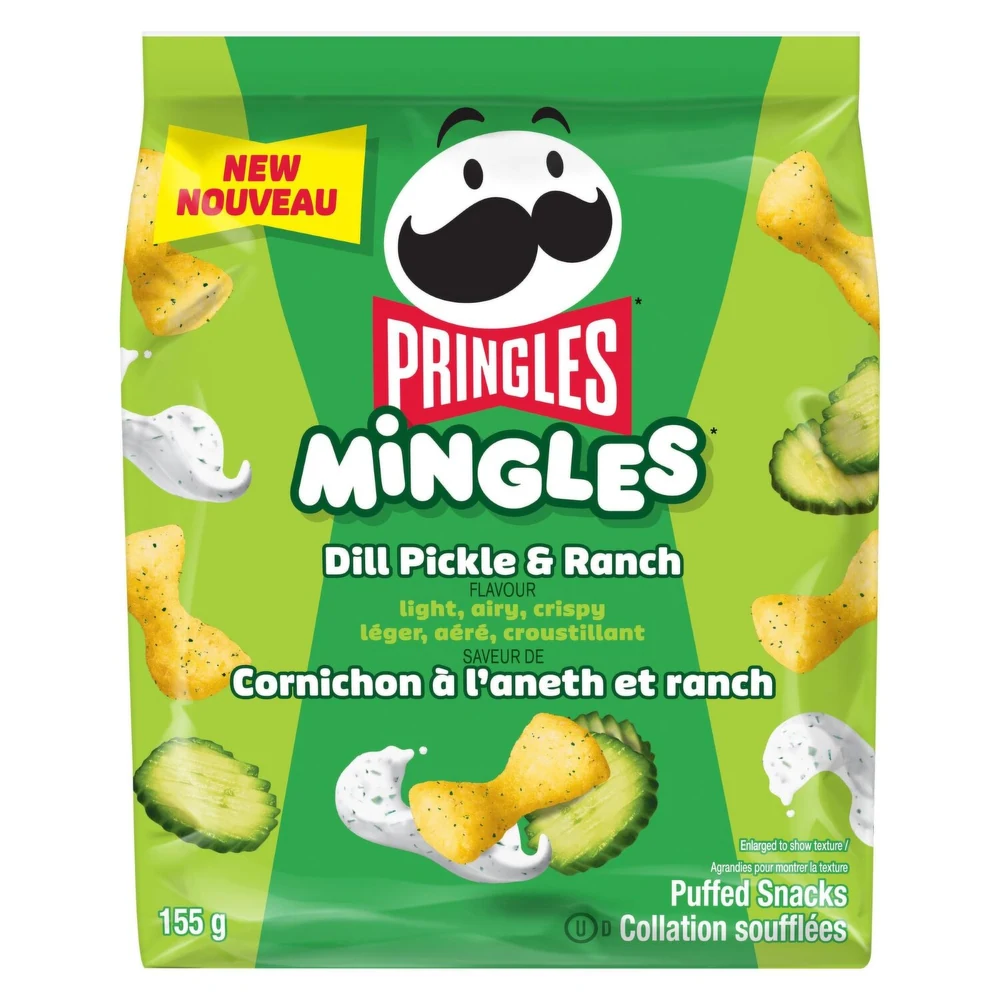 NEW
NOUVEAU
PRINGLES*
MiNGLES*
Dill Pickle & Ranch
FLAVOUR
light, airy, crispy
léger, aéré, croustillant
SAVEUR DE
Cornichon à l'aneth et ranch
Enlarged to show texture /
Agrandies pour montrer la texture
Puffed Snacks
155 g
U D Collation soufflées